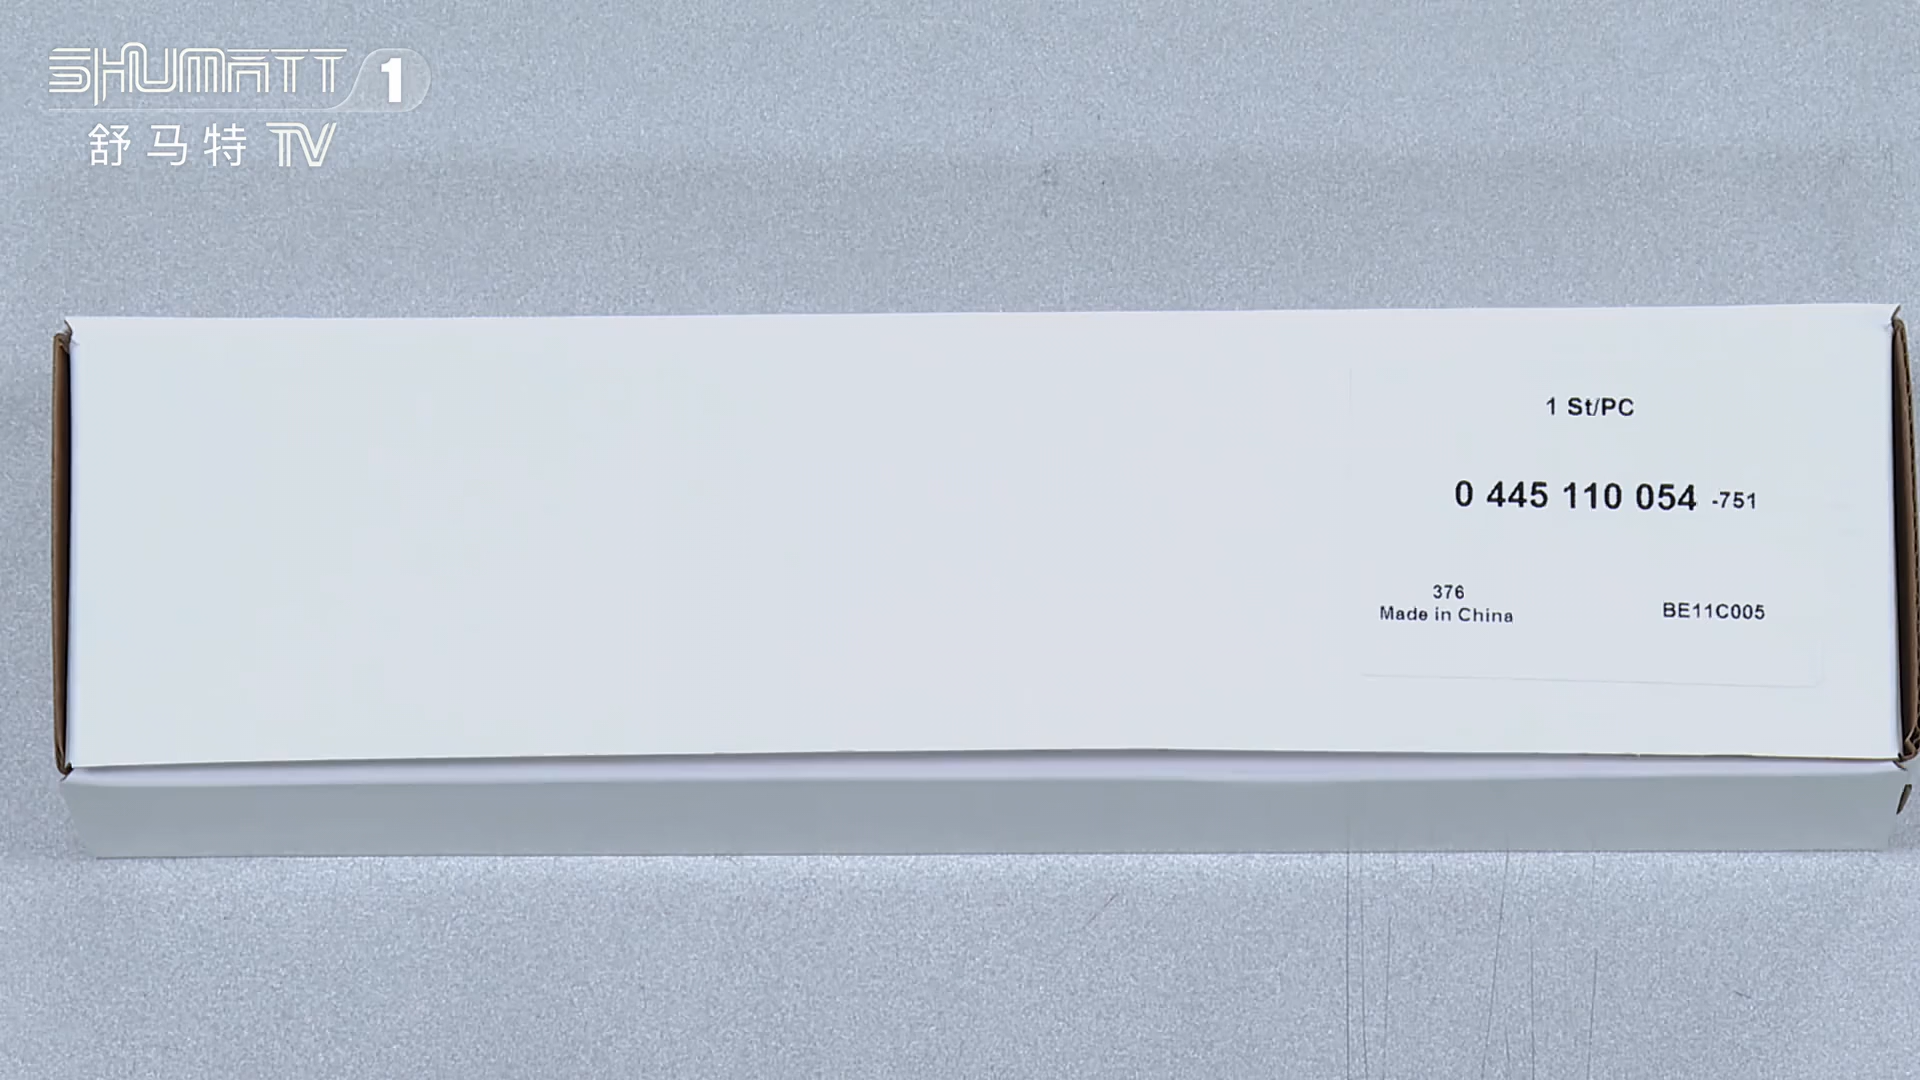 SHUMATT 1
舒马特 TV
1 St/PC
0 445 110 054 -751
376
Made in China
BE11C005